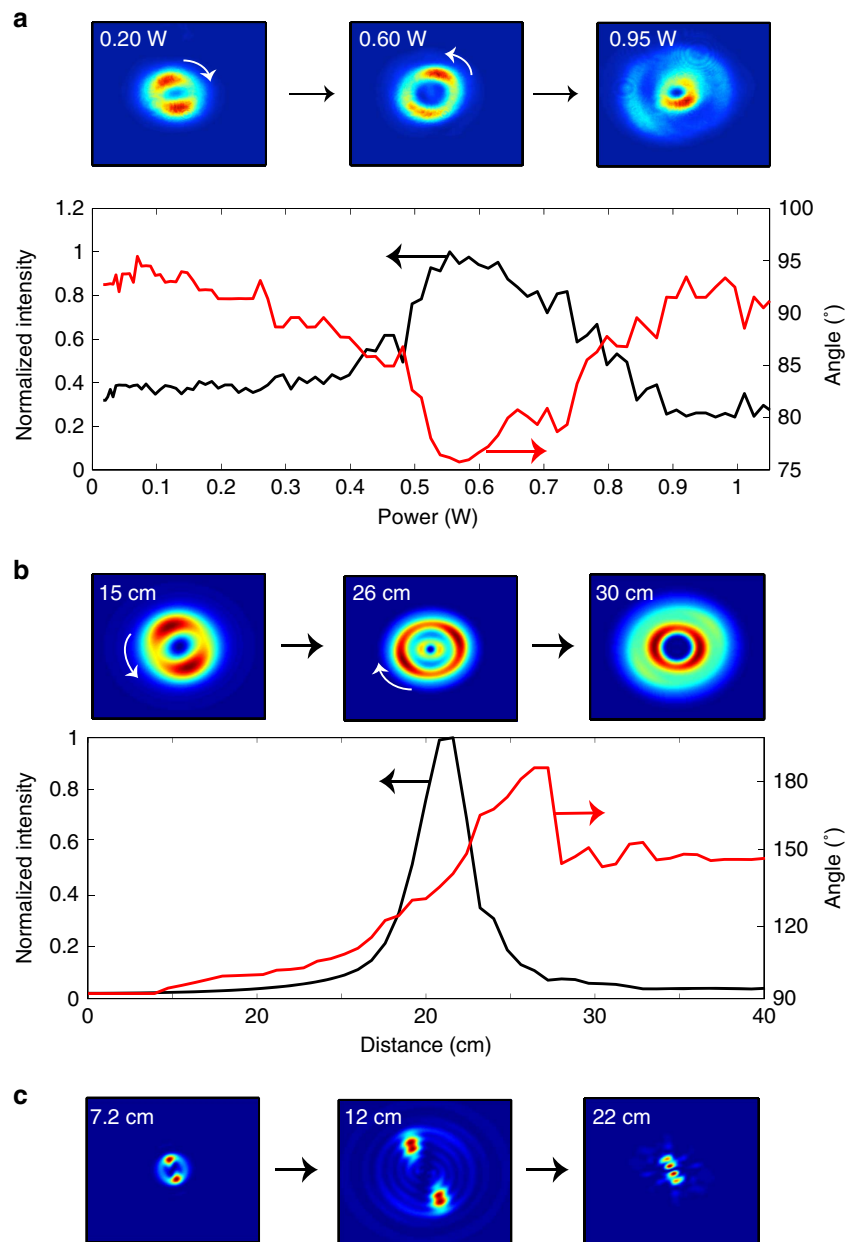 a
0.20 W
0.60 W
0.95 W
1.2
1
0.8
0.6
0.4
0.2
0
Normalized intensity
100
95
90
85
80
75
Angle (°)
0 0.1 0.2 0.3 0.4 0.5 0.6 0.7 0.8 0.9 1
Power (W)
b
15 cm
26 cm
30 cm
1
0.8
0.6
0.4
0.2
0
Normalized intensity
180
150
120
90
Angle (°)
0 20 20 30 40
Distance (cm)
c
7.2 cm
12 cm
22 cm